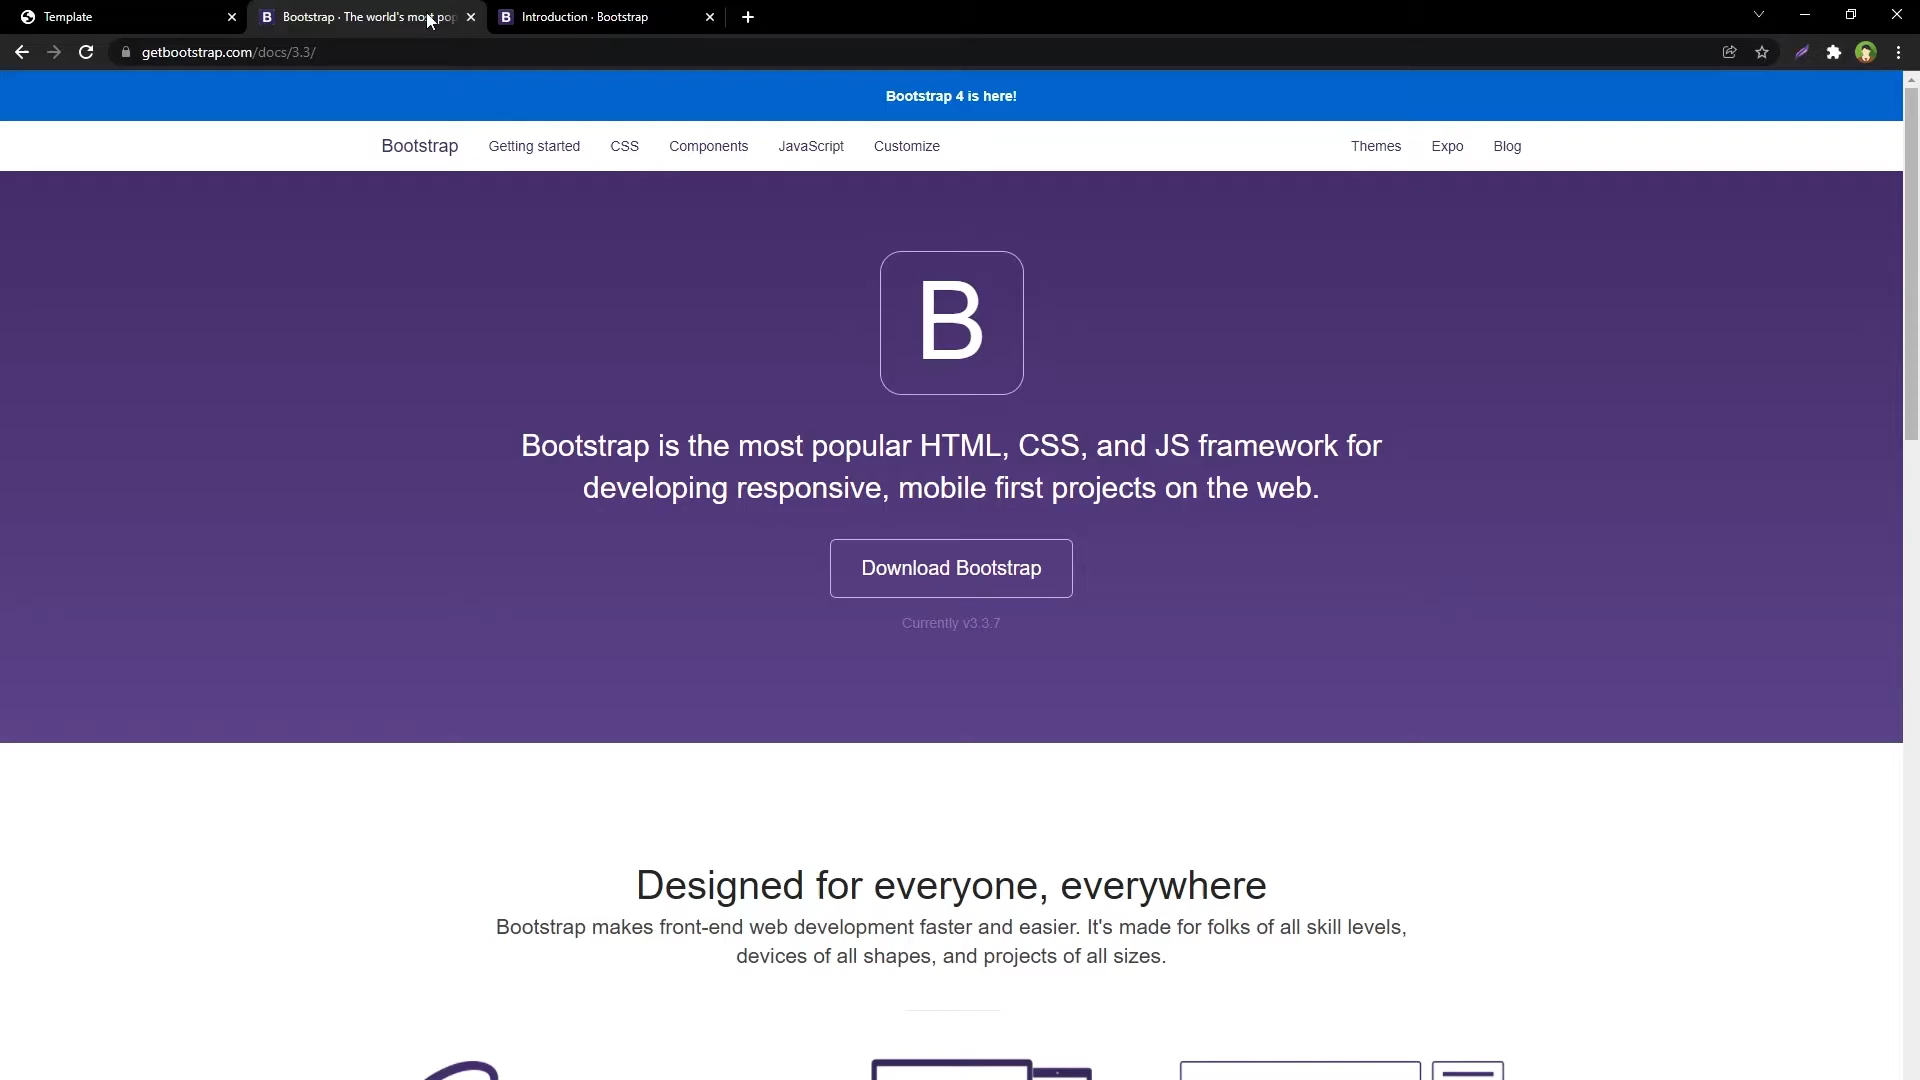 Template
Bootstrap · The world's most pop
Introduction · Bootstrap
getbootstrap.com/docs/3.3/
Bootstrap 4 is here!
Bootstrap Getting started CSS Components JavaScript Customize Themes Expo Blog
B
Bootstrap is the most popular HTML, CSS, and JS framework for
developing responsive, mobile first projects on the web.
Download Bootstrap
Currently v3.3.7
Designed for everyone, everywhere
Bootstrap makes front-end web development faster and easier. It's made for folks of all skill levels,
devices of all shapes, and projects of all sizes.